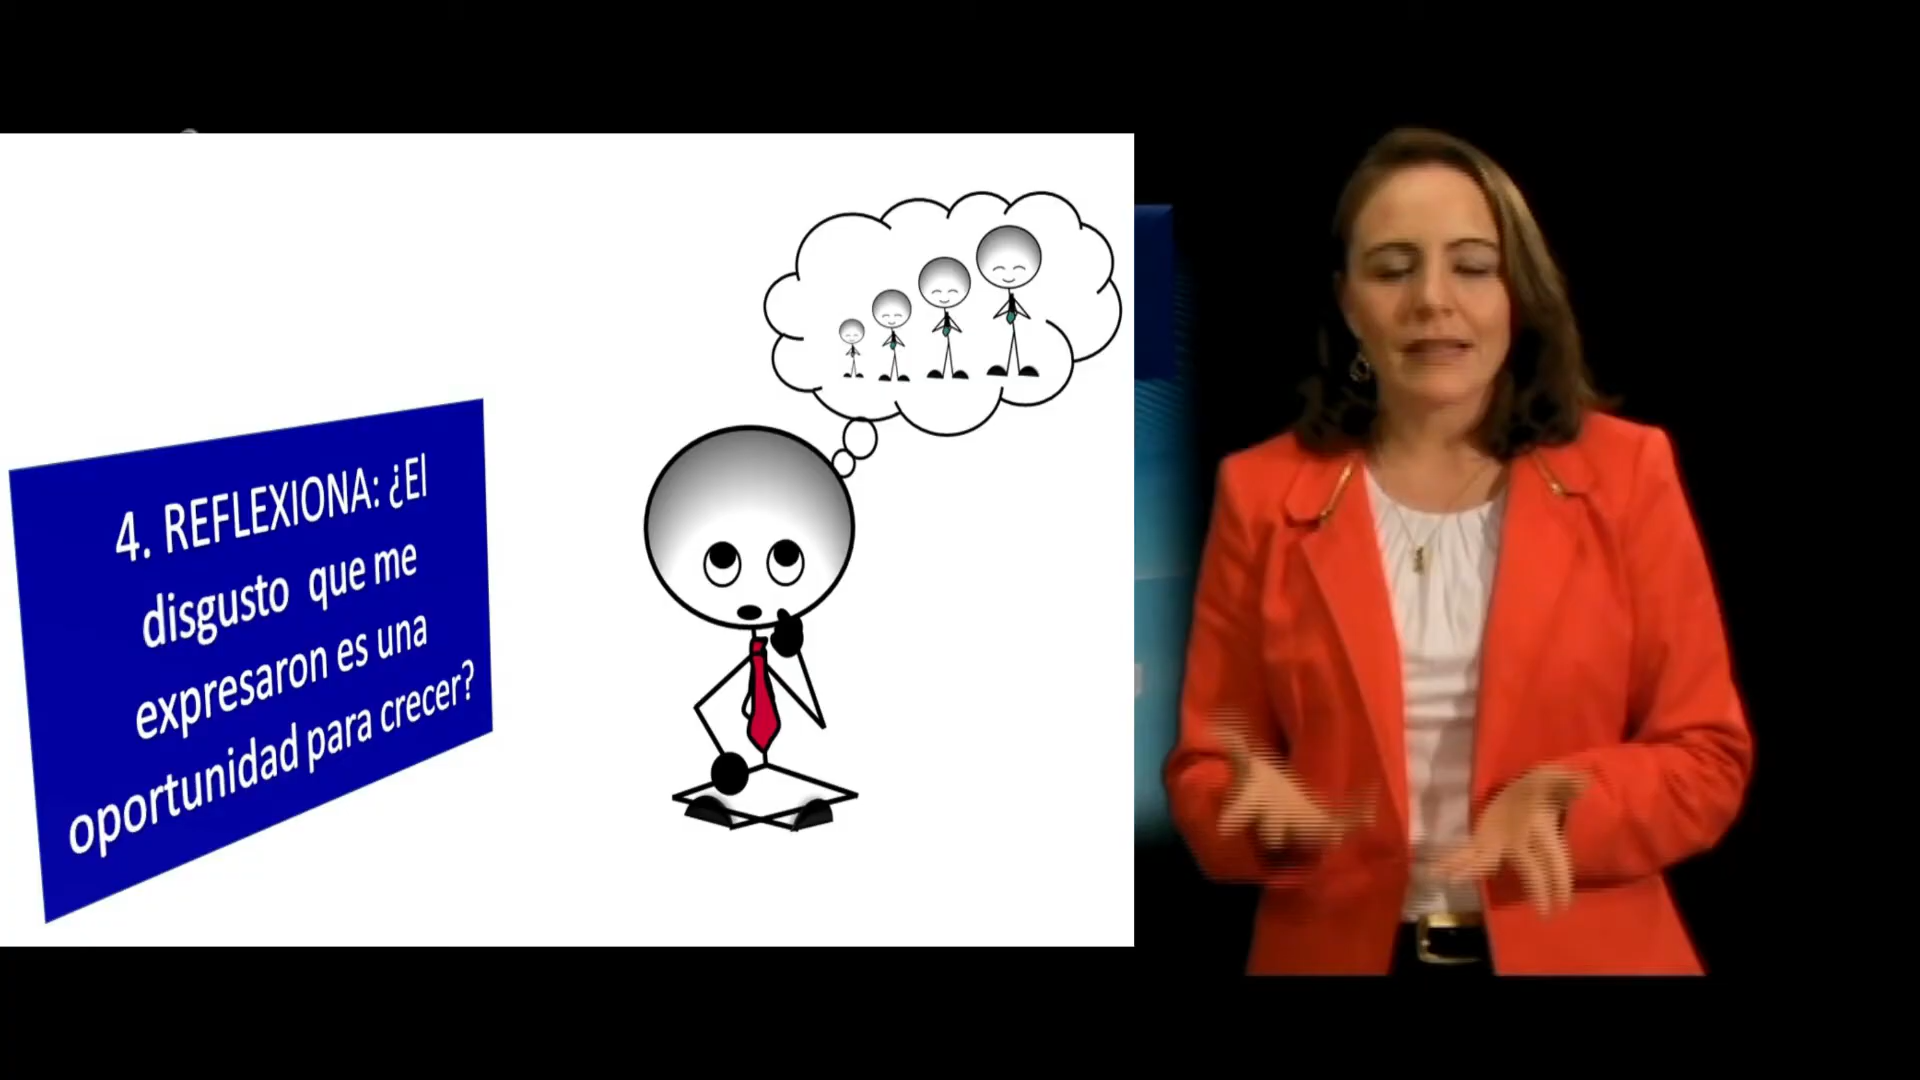 4. REFLEXIONA: ¿El
disgusto que me
expresaron es una
oportunidad para crecer?